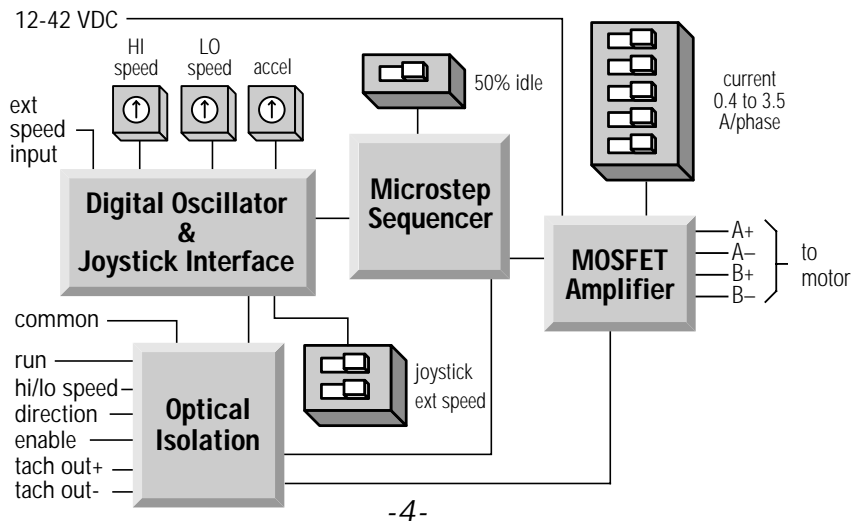 12-42 VDC
HI
speed
LO
speed
accel
50% idle
current
0.4 to 3.5
A/phase
ext
speed
input
Digital Oscillator
&
Joystick Interface
Microstep
Sequencer
MOSFET
Amplifier
A+
A–
B+
B–
to
motor
common
run
hi/lo speed
direction
enable
tach out+
tach out-
Optical
Isolation
joystick
ext speed
-4-